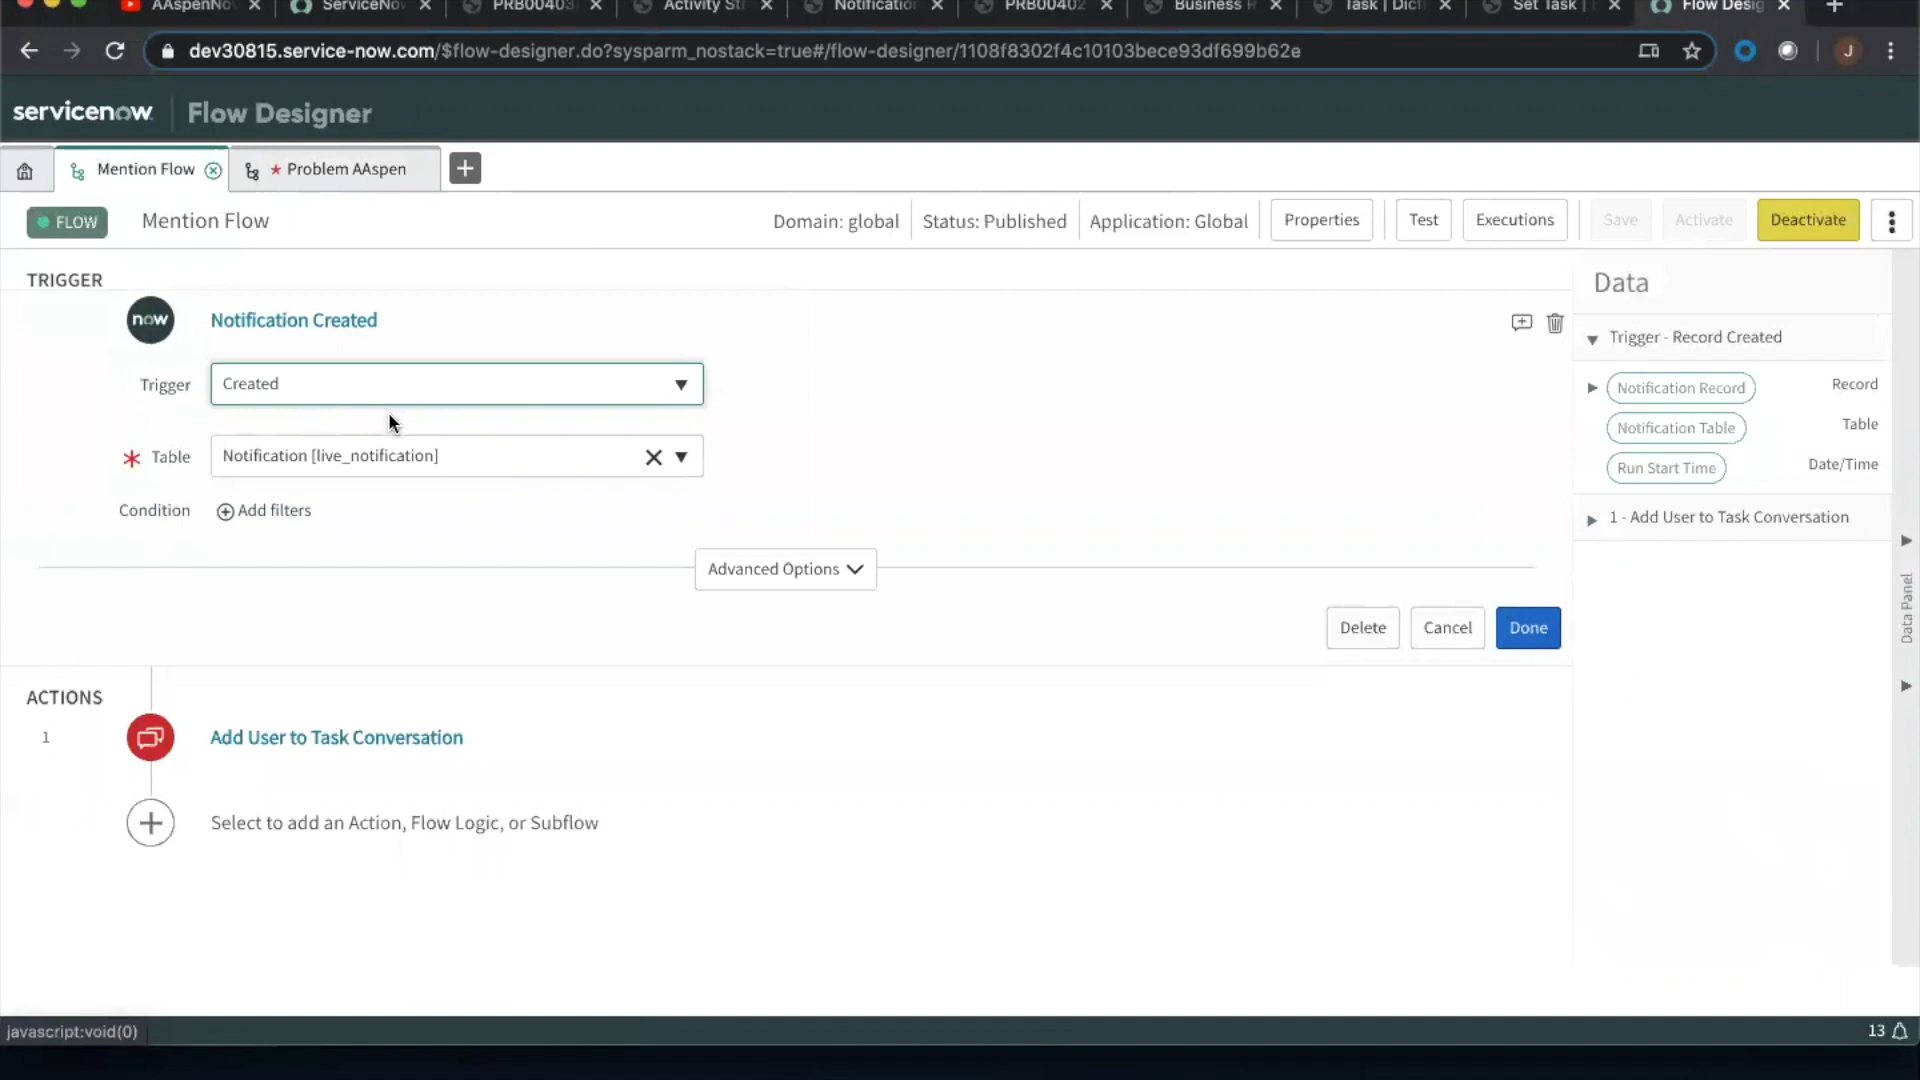 AAspenNo
ServiceNo
PRB00403
Activity St
Notification
PRB00402
Business R
Task | Dict
Set Task |
Flow Desig
dev30815.service-now.com/$flow-designer.do?sysparm_nostack=true#/flow-designer/1108f8302f4c10103bece93df699b62e
J
servicenow Flow Designer
Mention Flow
* Problem AAspen
FLOW Mention Flow
Domain: global
Status: Published
Application: Global
Properties
Test
Executions
Save
Activate
Deactivate
TRIGGER
now
Notification Created
Trigger
Created
* Table
Notification [live_notification]
Condition
Add filters
Advanced Options
Delete
Cancel
Done
ACTIONS
1
Add User to Task Conversation
Select to add an Action, Flow Logic, or Subflow
Data
Trigger - Record Created
Notification Record Record
Notification Table Table
Run Start Time Date/Time
1 - Add User to Task Conversation
Data Panel
javascript:void(0)
13